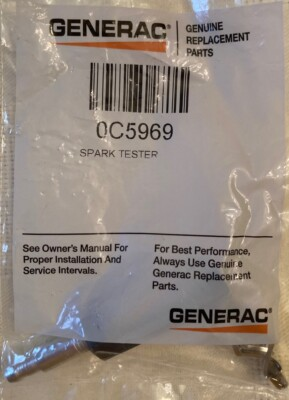 GENERAC
GENUINE
REPLACEMENT
PARTS
0C5969
SPARK TESTER
See Owner's Manual For
Proper Installation And
Service Intervals.
For Best Performance,
Always Use Genuine
Generac Replacement
Parts.
GENERAC